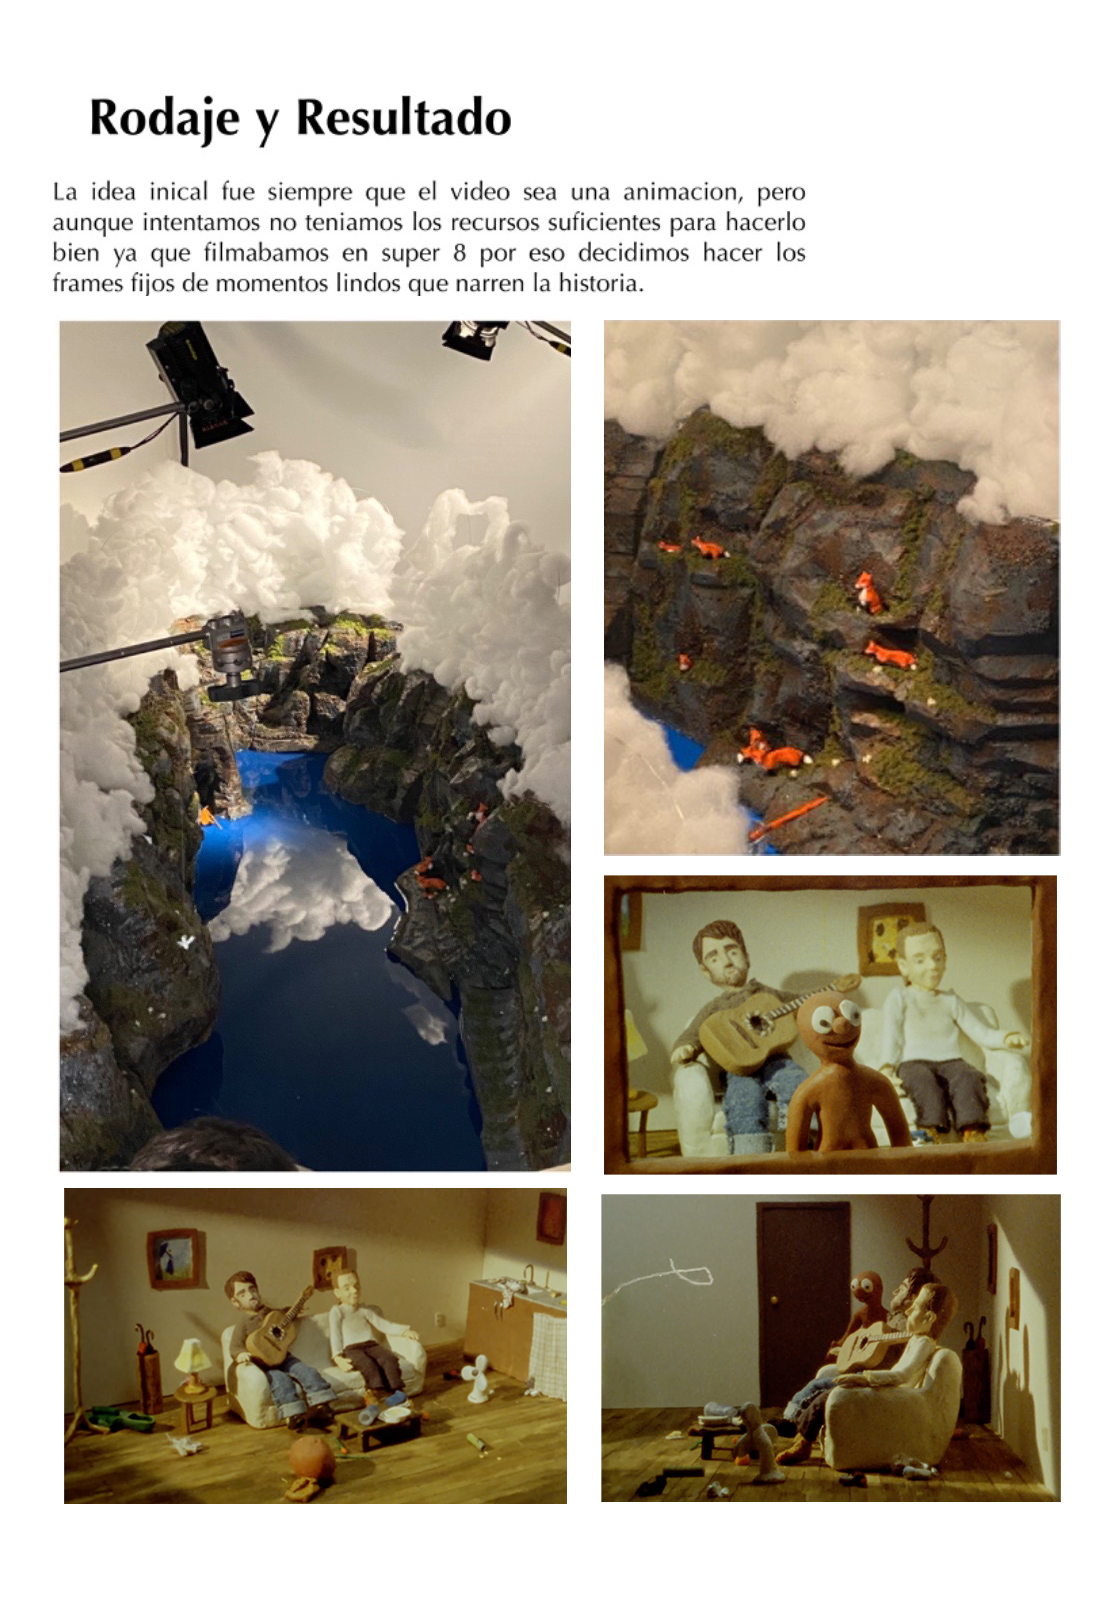 Rodaje y Resultado
La idea inical fue siempre que el video sea una animacion, pero
aunque intentamos no teniamos los recursos suficientes para hacerlo
bien ya que filmabamos en super 8 por eso decidimos hacer los
frames fijos de momentos lindos que narren la historia.